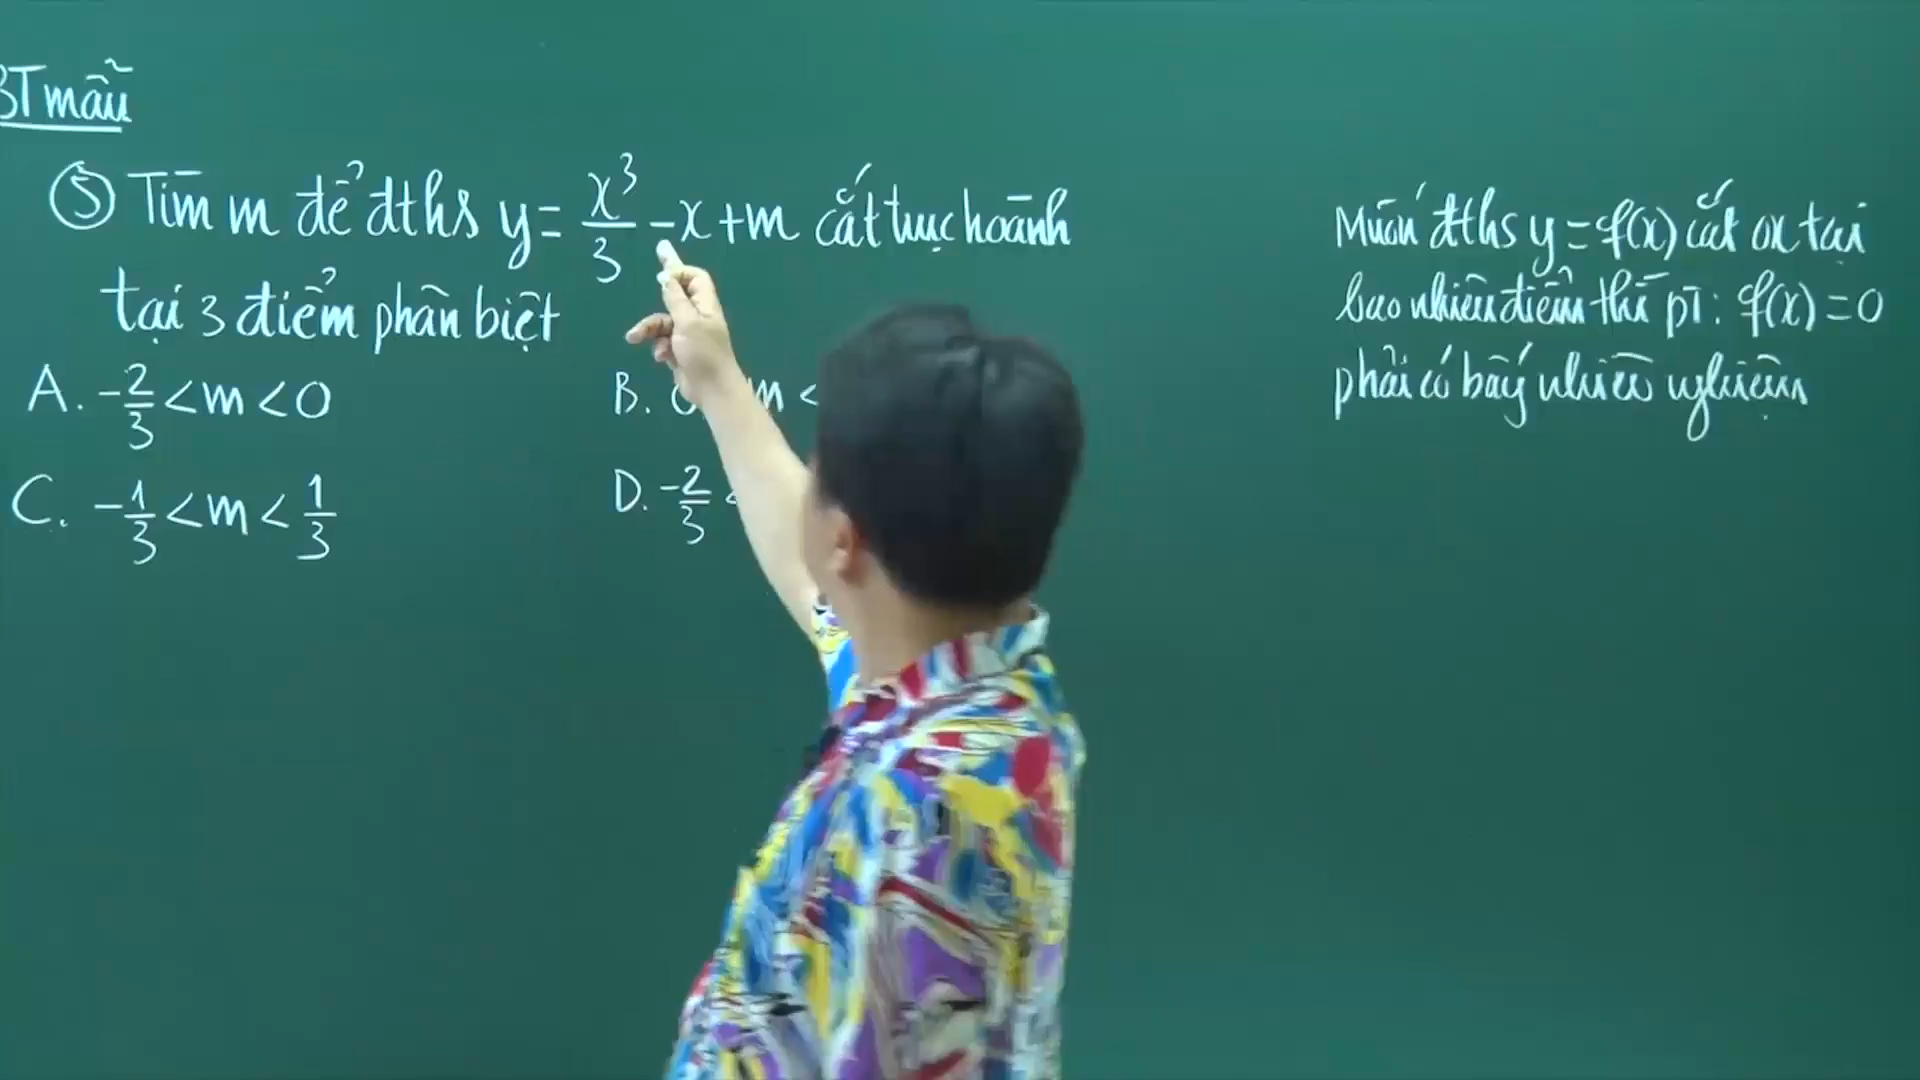 BT mẫu
⑤ Tìm m để đths y = x³/3 - x + m cắt trục hoành
tại 3 điểm phân biệt
A. -2/3 < m < 0
B. 0 m <
C. -1/3 < m < 1/3
D. -2/3 <
Muốn đths y = f(x) cắt ox tại
bao nhiêu điểm thì pt: f(x) = 0
phải có bấy nhiêu nghiệm